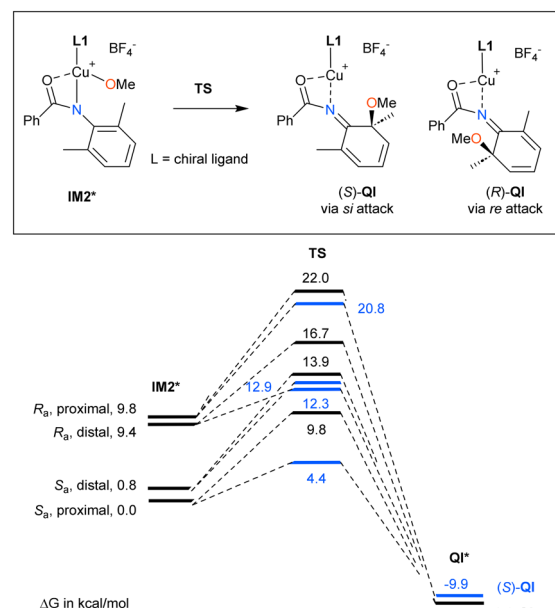 L1
BF4-
Cu+
OMe
O
N
Ph
IM2*
TS
L = chiral ligand
L1
BF4-
Cu+
O
N
OMe
Ph
(S)-QI
via si attack
L1
BF4-
Cu+
O
N
MeO
Ph
(R)-QI
via re attack
TS
22.0
20.8
16.7
13.9
12.9
12.3
9.8
4.4
IM2*
Ra, proximal, 9.8
Ra, distal, 9.4
Sa, distal, 0.8
Sa, proximal, 0.0
QI*
-9.9
(S)-QI
ΔG in kcal/mol